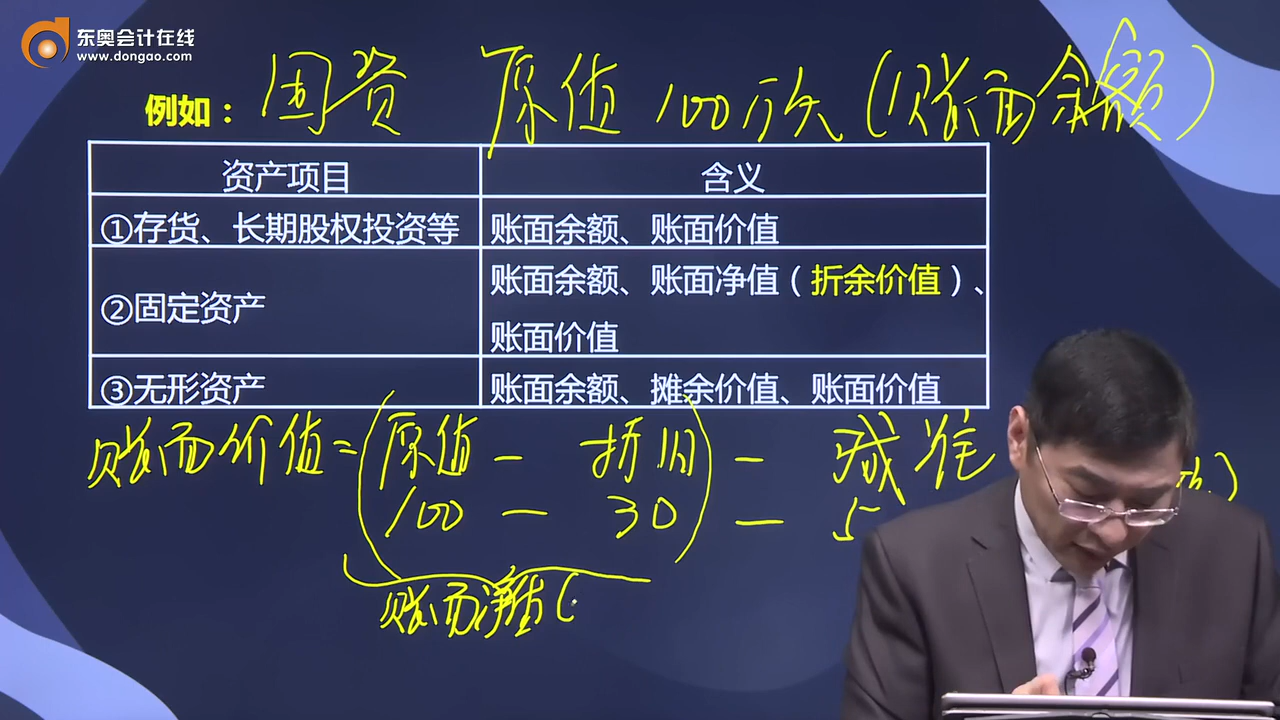 东奥会计在线
www.dongao.com
例如： 固资 原值 100万元 (账面余额)
资产项目 含义
①存货、长期股权投资等 账面余额、账面价值
②固定资产 账面余额、账面净值（折余价值）、
账面价值
③无形资产 账面余额、摊余价值、账面价值
账面价值=(原值 - 折旧) - 减准
100 - 30 - 5
账面净值(